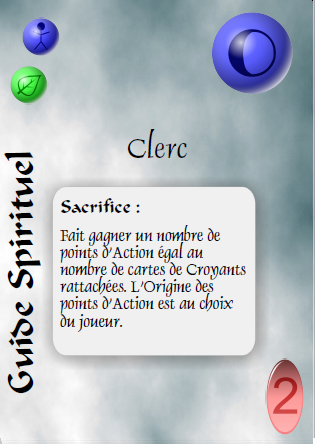 Clerc
Guide Spirituel
Sacrifice :
Fait gagner un nombre de
points d'Action égal au
nombre de cartes de Croyants
rattachées. L'Origine des
points d'Action est au choix
du joueur.
2